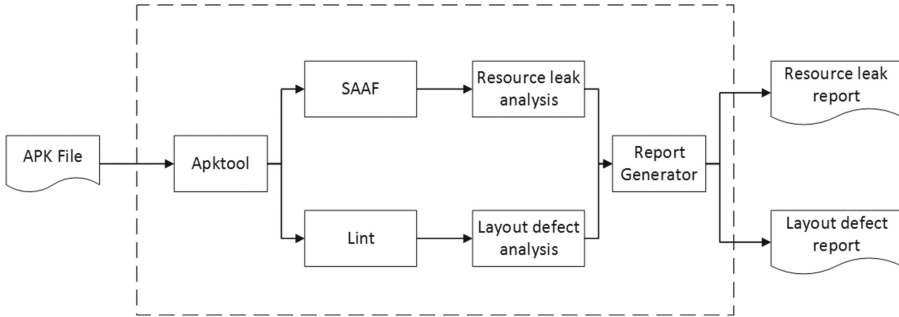 APK File
Apktool
SAAF
Resource leak
analysis
Lint
Layout defect
analysis
Report
Generator
Resource leak
report
Layout defect
report